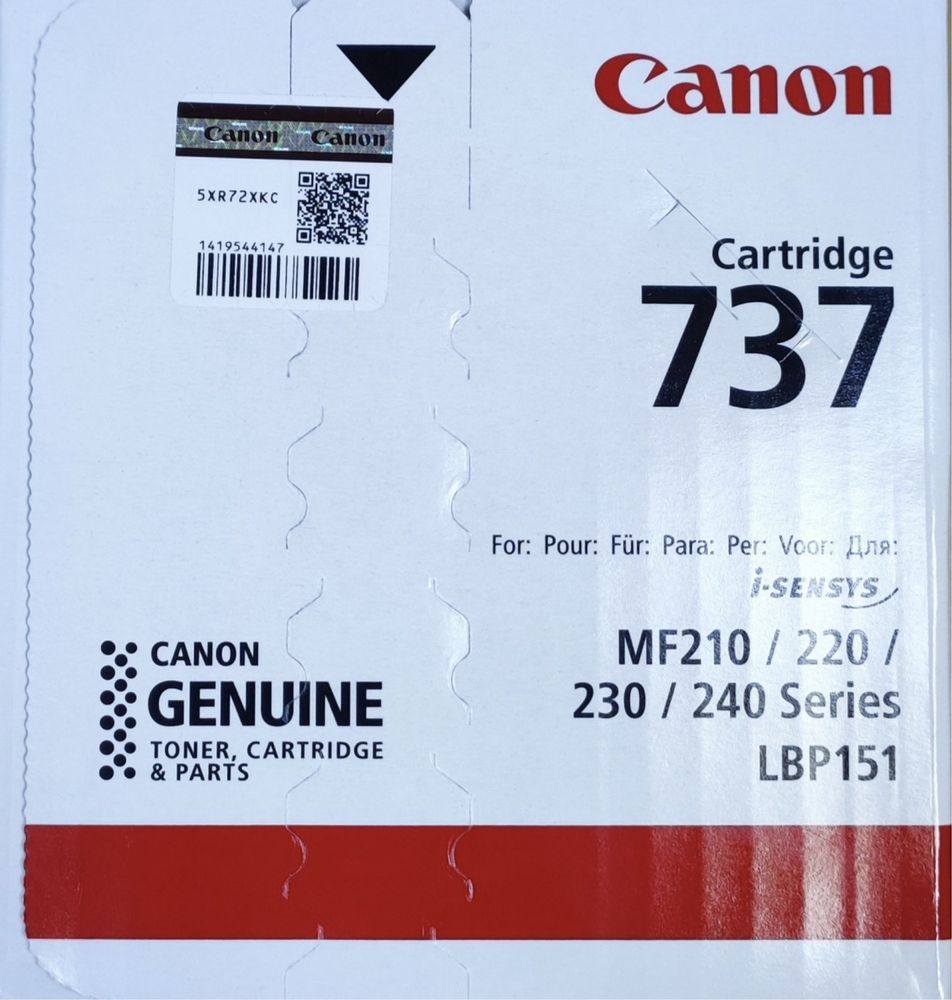 Canon
Canon Canon
5XR72XKC
1419544147
Cartridge
737
For: Pour: Für: Para: Per: Voor: Для:
i-SENSYS
MF210 / 220 /
230 / 240 Series
LBP151
CANON
GENUINE
TONER, CARTRIDGE
& PARTS